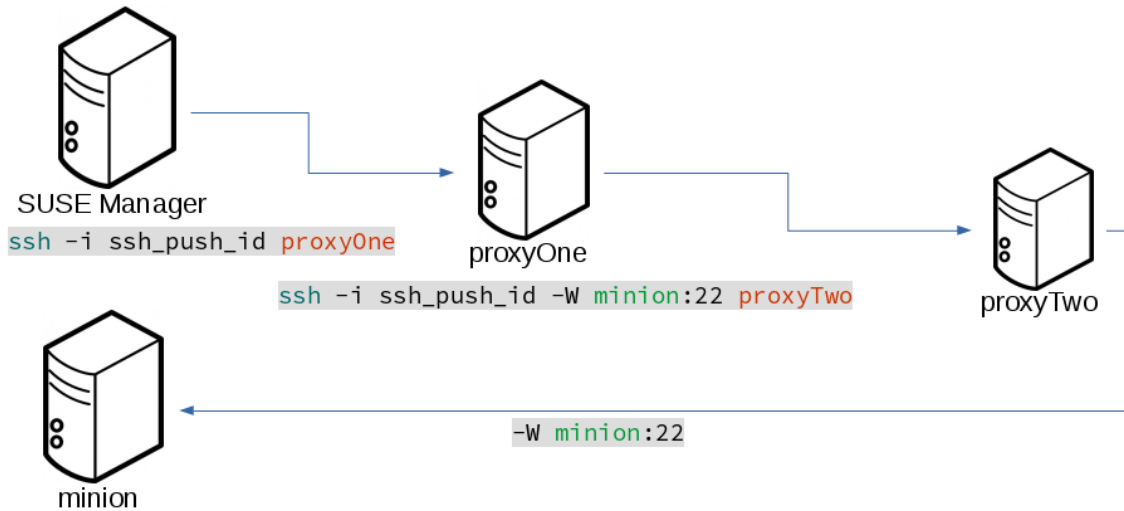 SUSE Manager
ssh -i ssh_push_id proxyOne
proxyOne
ssh -i ssh_push_id -W minion:22 proxyTwo
proxyTwo
-W minion:22
minion